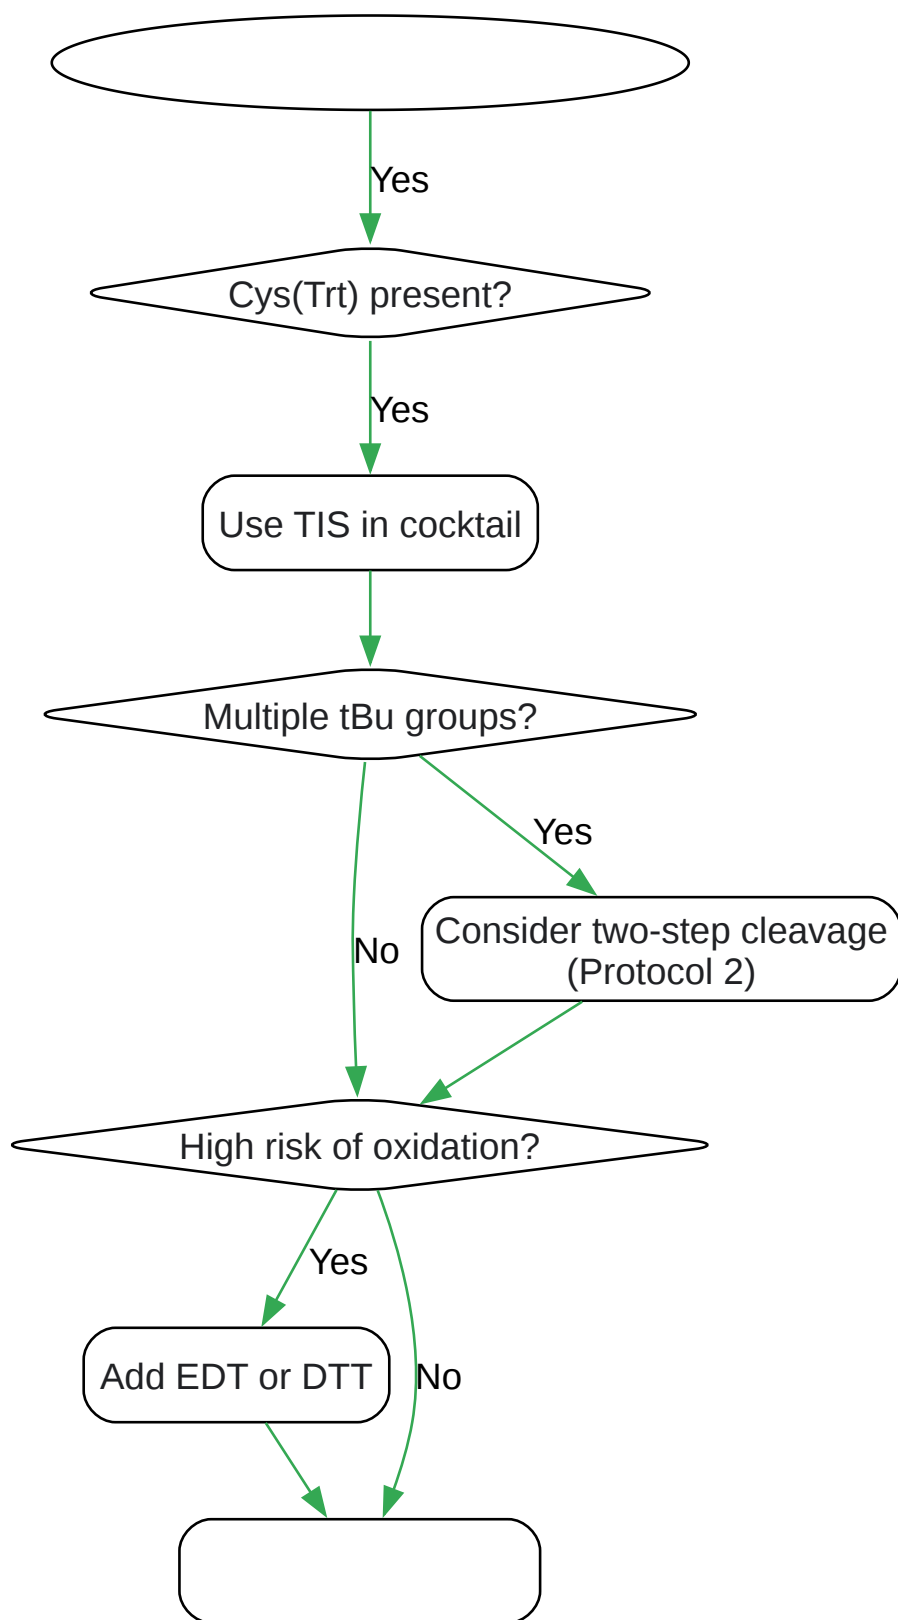 Yes
Cys(Trt) present?
Yes
Use TIS in cocktail
Multiple tBu groups?
Yes
Consider two-step cleavage
(Protocol 2)
No
High risk of oxidation?
Yes
Add EDT or DTT
No